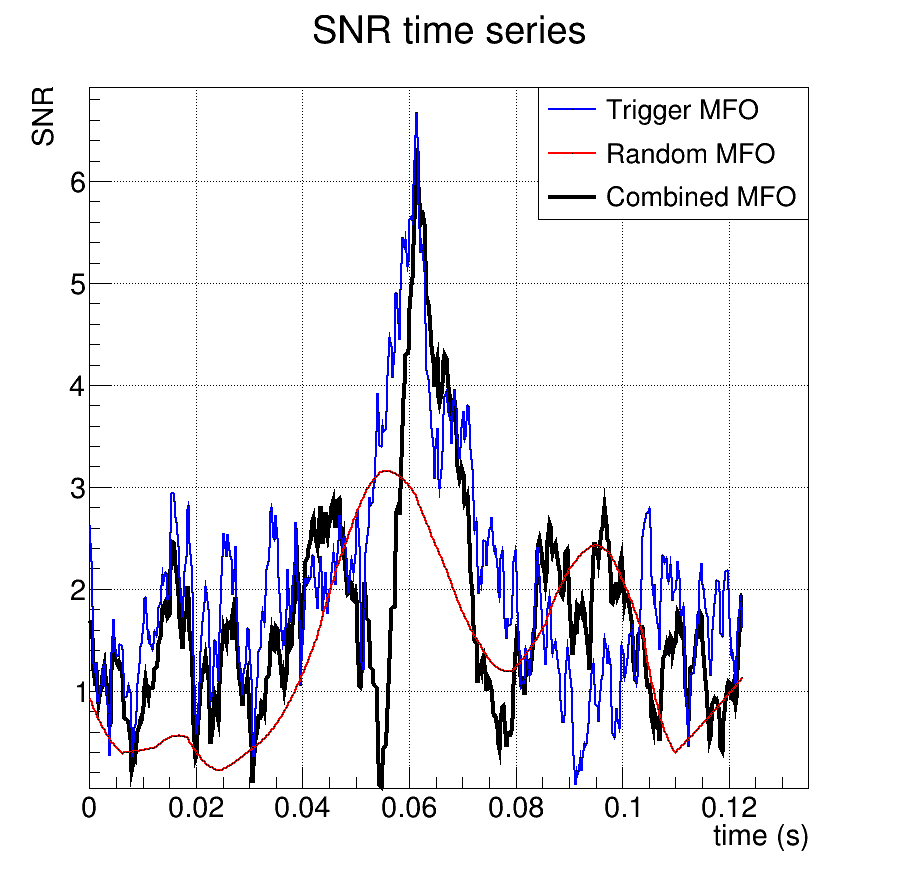 SNR time series
SNR
Trigger MFO
Random MFO
Combined MFO
6
5
4
3
2
1
0 0.02 0.04 0.06 0.08 0.1 0.12
time (s)